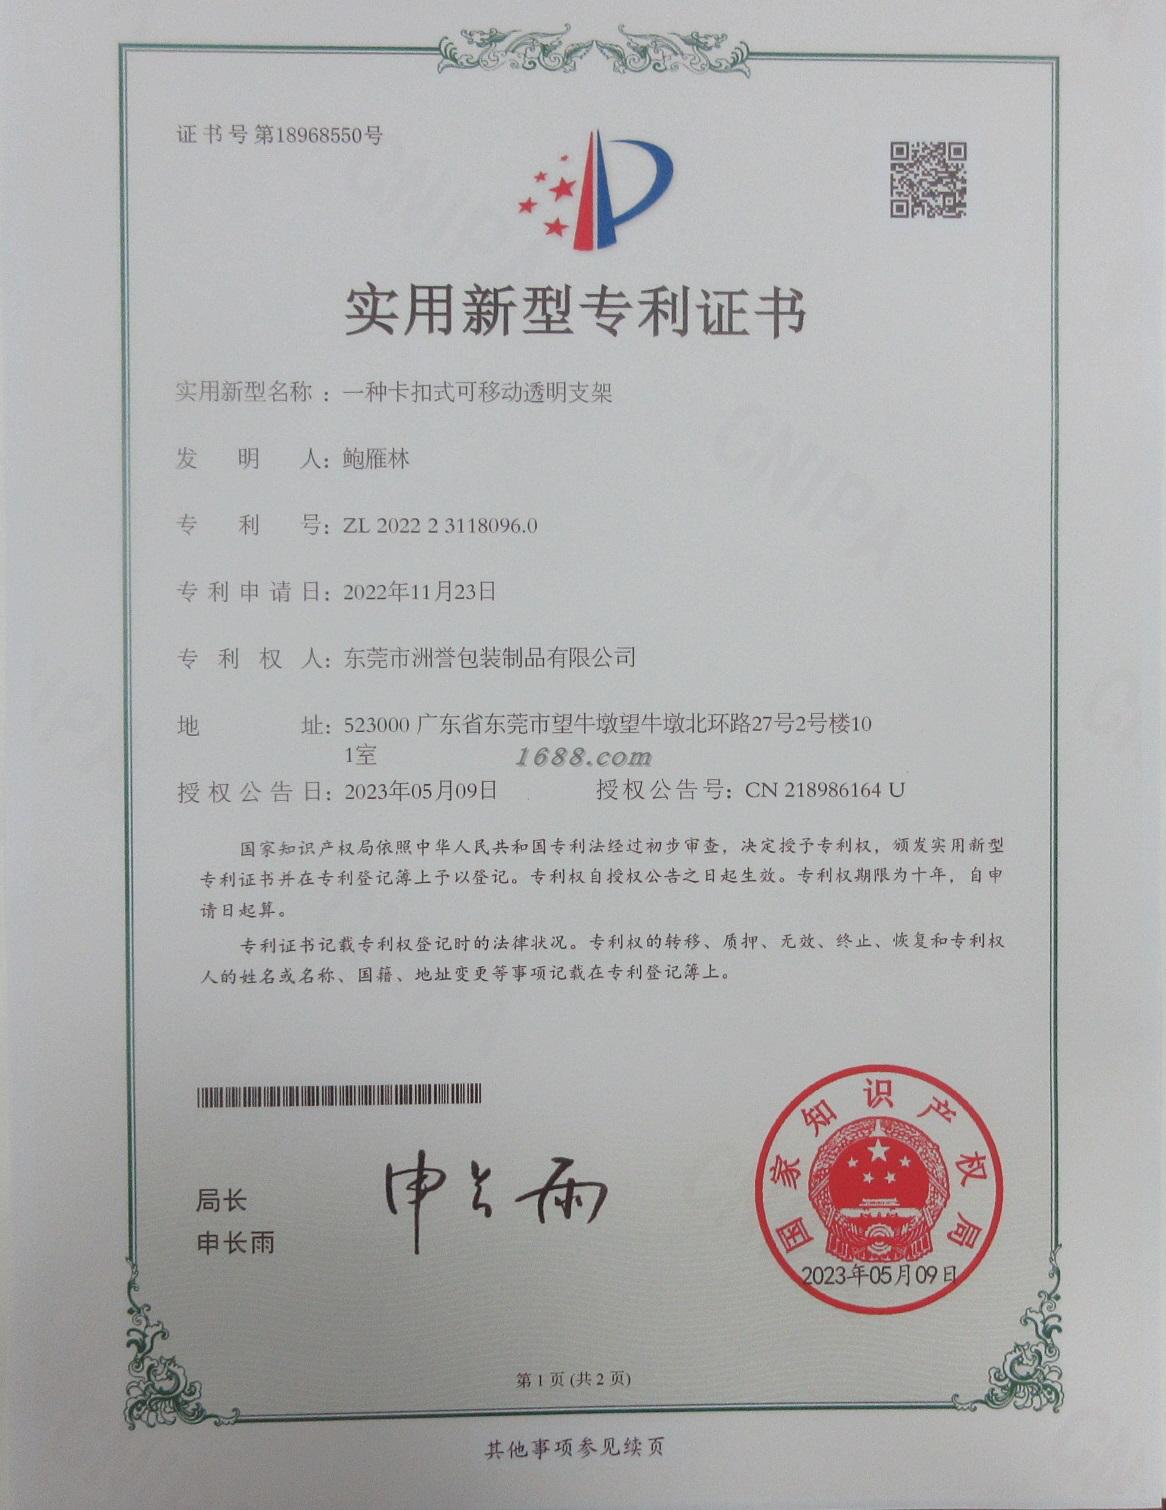 证书号第18968550号
实用新型专利证书
实用新型名称：一种卡扣式可移动透明支架
发明人：鲍雁林
专利号：ZL 2022 2 3118096.0
专利申请日：2022年11月23日
专利权人：东莞市洲誉包装制品有限公司
地址：523000 广东省东莞市望牛墩望牛墩北环路27号2号楼10
1室
1688.com
授权公告日：2023年05月09日 授权公告号：CN 218986164 U
国家知识产权局依照中华人民共和国专利法经过初步审查，决定授予专利权，颁发实用新型
专利证书并在专利登记簿上予以登记。专利权自授权公告之日起生效。专利权期限为十年，自申
请日起算。
专利证书记载专利权登记时的法律状况。专利权的转移、质押、无效、终止、恢复和专利权
人的姓名或名称、国籍、地址变更等事项记载在专利登记簿上。
局长
申长雨
申长雨
国家知识产权局
2023年05月09日
第 1 页 (共 2 页)
其他事项参见续页
CNIPA